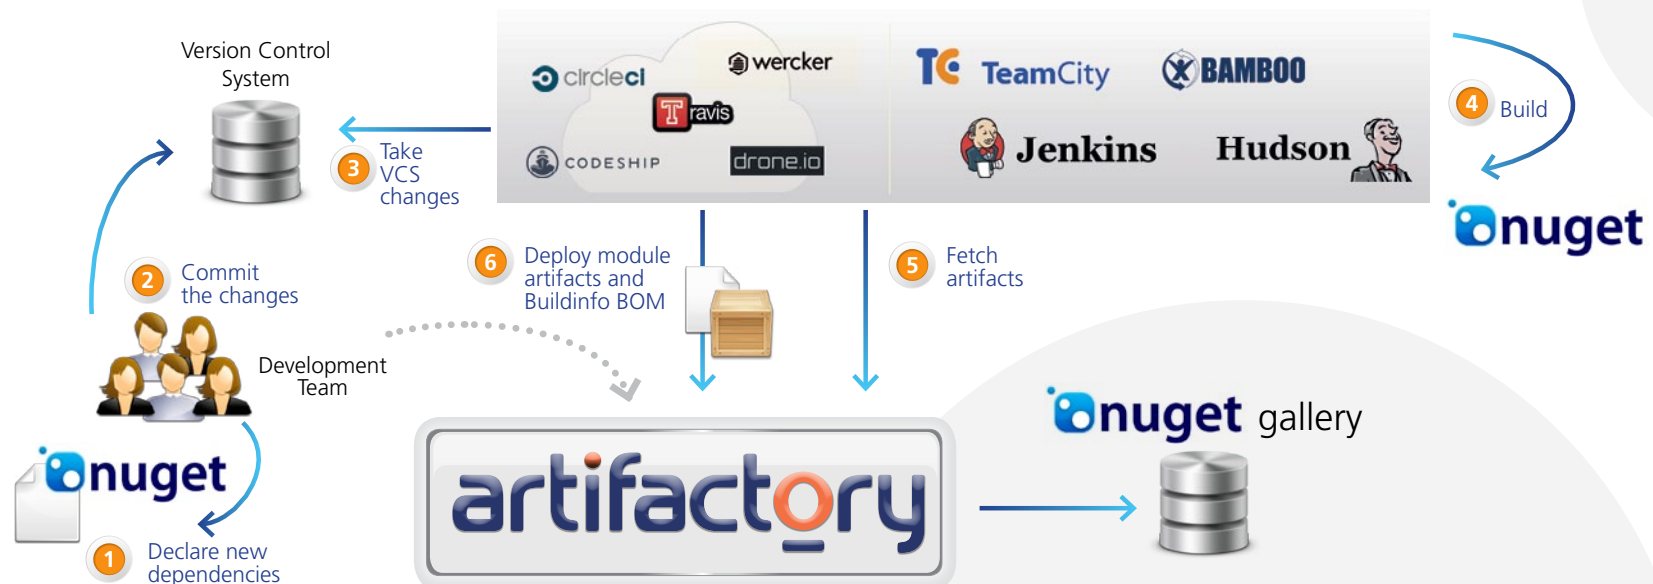 Version Control
System
circleci
wercker
Travis
CODESHIP
drone.io
TC TeamCity
BAMBOO
Jenkins
Hudson
4 Build
nuget
3 Take
VCS
changes
2 Commit
the changes
6 Deploy module
artifacts and
Buildinfo BOM
5 Fetch
artifacts
Development
Team
nuget
1 Declare new
dependencies
artifactory
nuget gallery